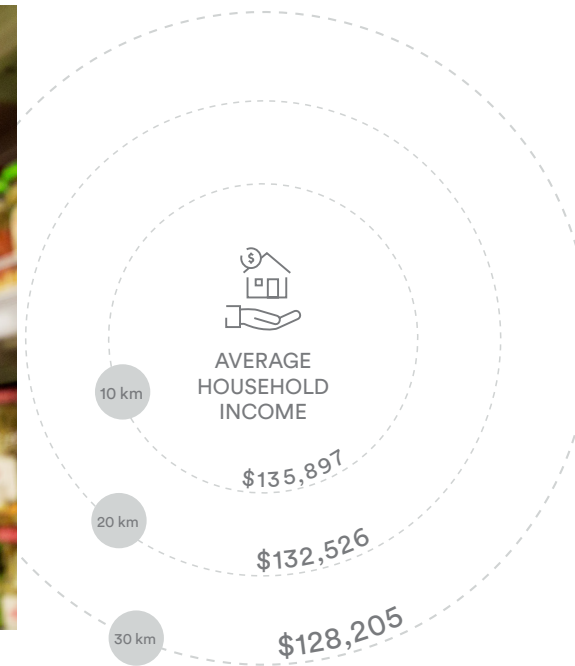 $
AVERAGE
HOUSEHOLD
INCOME
10 km
$135,897
20 km
$132,526
30 km
$128,205